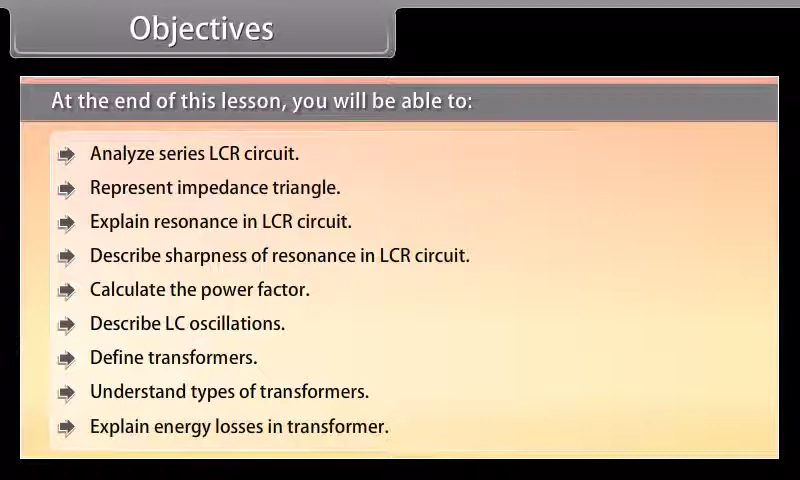 Objectives
At the end of this lesson, you will be able to:
Analyze series LCR circuit.
Represent impedance triangle.
Explain resonance in LCR circuit.
Describe sharpness of resonance in LCR circuit.
Calculate the power factor.
Describe LC oscillations.
Define transformers.
Understand types of transformers.
Explain energy losses in transformer.